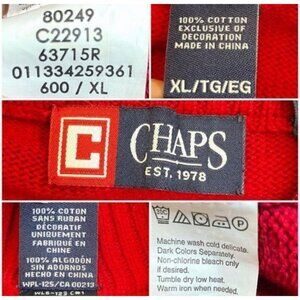 80249
C22913
63715R
011334259361
600 / XL
100% COTTON
EXCLUSIVE OF
DECORATION
MADE IN CHINA
XL/TG/EG
C
CHAPS
EST. 1978
100% COTON
SANS RUBAN
DÉCORATIF
UNIQUEMENT
FABRIQUÉ EN
CHINE
100% ALGODÓN
SIN ADORNOS
HECHO EN CHINA
WPL-125/CA 00213
Machine wash cold delicate.
Dark Colors Separately.
Non-chlorine bleach only
if needed.
Tumble dry low heat.
Warm iron when needed.